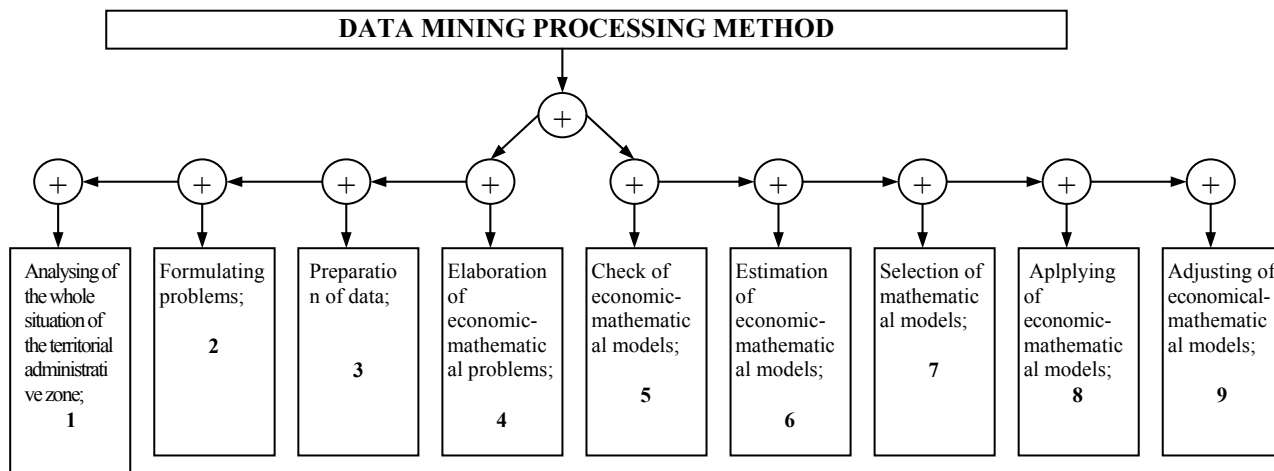 DATA MINING PROCESSING METHOD
+
+
+
+
+
+
+
+
+
+
Analysing of
the whole
situation of
the territorial
administrati
ve zone;
1
Formulating
problems;
2
Preparatio
n of data;
3
Elaboration
of
economic-
mathematic
al problems;
4
Check of
economic-
mathematic
al models;
5
Estimation
of
economic-
mathematic
al models;
6
Selection of
mathematic
al models;
7
Aplplying
of
economic-
mathematic
al models;
8
Adjusting of
economical-
mathematic
al models;
9